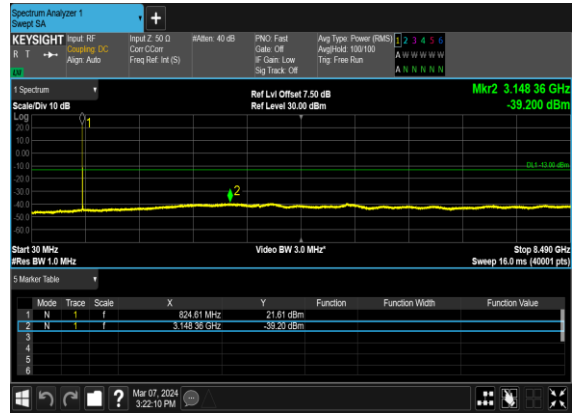 Spectrum Analyzer 1
Swept SA
+
KEYSIGHT Input: RF Input Z: 50 Ω #Atten: 40 dB PNO: Fast Avg Type: Power (RMS) 1 2 3 4 5 6
R T Coupling: DC Corr CCorr Gate: Off Avg|Hold: 100/100 A W W W W W
Align: Auto Freq Ref: Int (S) IF Gain: Low Trig: Free Run
LW Sig Track: Off A N N N N N
1 Spectrum Ref Lvl Offset 7.50 dB Mkr2 3.148 36 GHz
Scale/Div 10 dB Ref Level 30.00 dBm -39.200 dBm
Log
20.0
10.0
0.00
-10.0
-20.0
-30.0
-40.0
-50.0
-60.0
1
DL1 -13.00 dBm
2
Start 30 MHz Video BW 3.0 MHz* Stop 8.490 GHz
#Res BW 1.0 MHz Sweep 16.0 ms (40001 pts)
5 Marker Table
Mode Trace Scale X Y Function Function Width Function Value
1 N 1 f 824.61 MHz 21.61 dBm
2 N 1 f 3.148 36 GHz -39.20 dBm
3
4
5
6
? Mar 07, 2024
3:22:10 PM